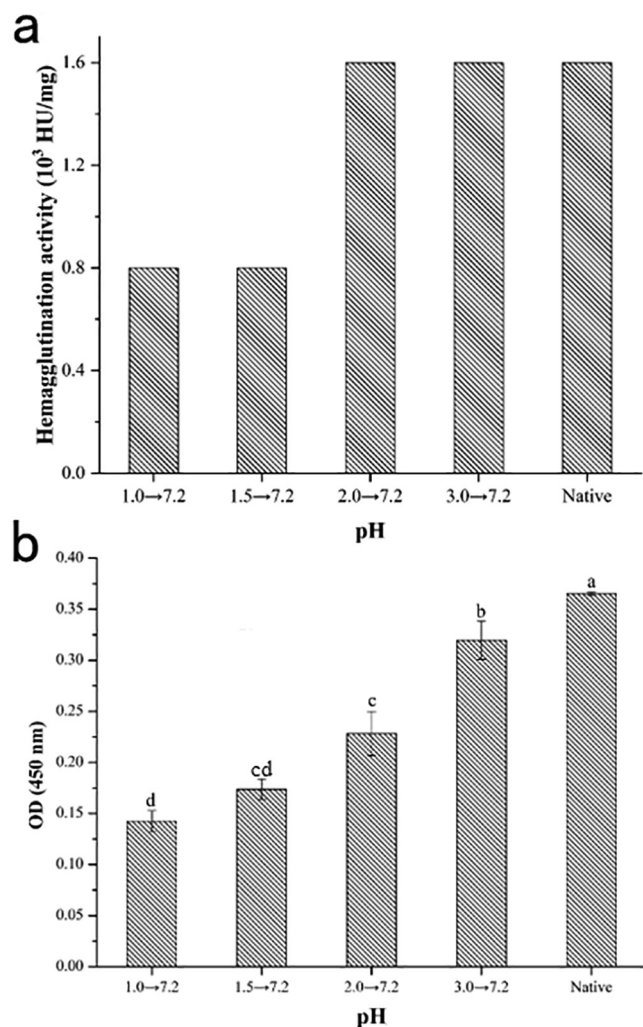 a
Hemagglutination activity (10³ HU/mg)
1.6
1.2
0.8
0.4
0.0
1.0→7.2 1.5→7.2 2.0→7.2 3.0→7.2 Native
pH
b
OD (450 nm)
0.40
0.35
0.30
0.25
0.20
0.15
0.10
0.05
0.00
d cd c b a
1.0→7.2 1.5→7.2 2.0→7.2 3.0→7.2 Native
pH